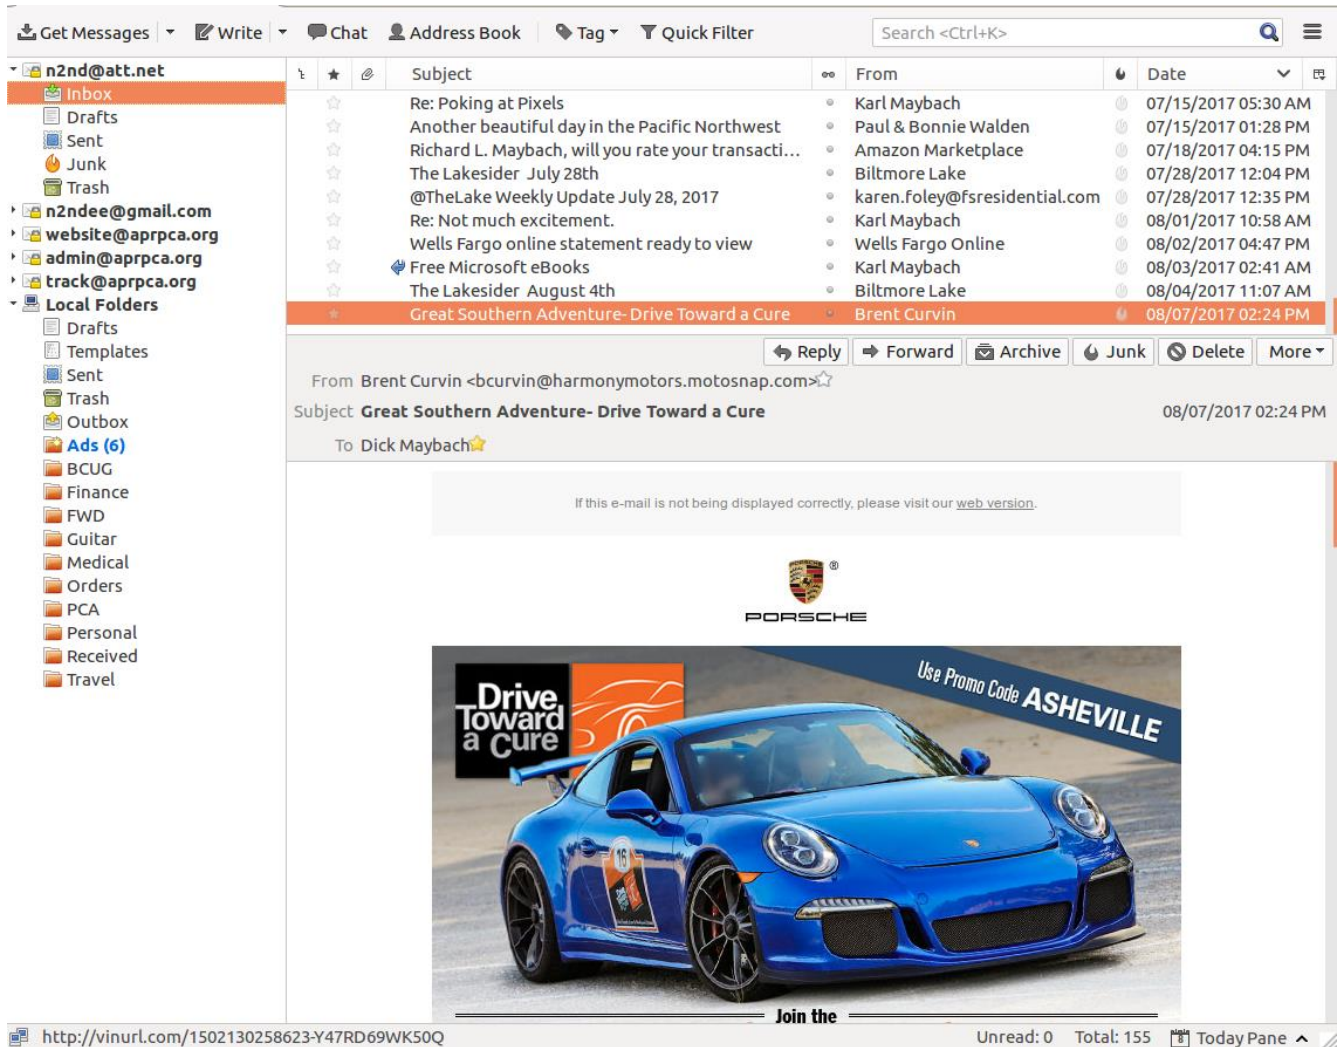 Get Messages Write Chat Address Book Tag Quick Filter Search <Ctrl+K>
n2nd@att.net
Inbox
Drafts
Sent
Junk
Trash
n2ndee@gmail.com
website@aprpca.org
admin@aprpca.org
track@aprpca.org
Local Folders
Drafts
Templates
Sent
Trash
Outbox
Ads (6)
BCUG
Finance
FWD
Guitar
Medical
Orders
PCA
Personal
Received
Travel
Subject From Date
Re: Poking at Pixels Karl Maybach 07/15/2017 05:30 AM
Another beautiful day in the Pacific Northwest Paul & Bonnie Walden 07/15/2017 01:28 PM
Richard L. Maybach, will you rate your transacti... Amazon Marketplace 07/18/2017 04:15 PM
The Lakesider July 28th Biltmore Lake 07/28/2017 12:04 PM
@TheLake Weekly Update July 28, 2017 karen.foley@fsresidential.com 07/28/2017 12:35 PM
Re: Not much excitement. Karl Maybach 08/01/2017 10:58 AM
Wells Fargo online statement ready to view Wells Fargo Online 08/02/2017 04:47 PM
Free Microsoft eBooks Karl Maybach 08/03/2017 02:41 AM
The Lakesider August 4th Biltmore Lake 08/04/2017 11:07 AM
Great Southern Adventure- Drive Toward a Cure Brent Curvin 08/07/2017 02:24 PM
Reply Forward Archive Junk Delete More
From Brent Curvin <bcurvin@harmonymotors.motosnap.com>
Subject Great Southern Adventure- Drive Toward a Cure 08/07/2017 02:24 PM
To Dick Maybach
If this e-mail is not being displayed correctly, please visit our web version.
®
PORSCHE
Use Promo Code ASHEVILLE
Drive
Toward
a Cure
16
Join the
http://vinurl.com/1502130258623-Y47RD69WK50Q Unread: 0 Total: 155 8 Today Pane